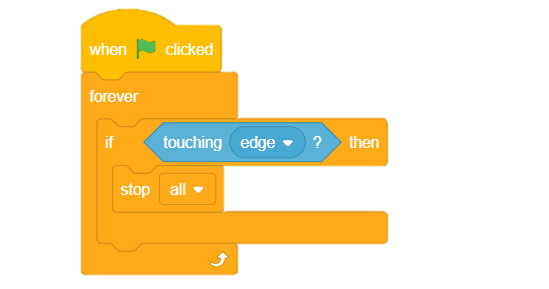 when clicked
forever
if touching edge ? then
stop all